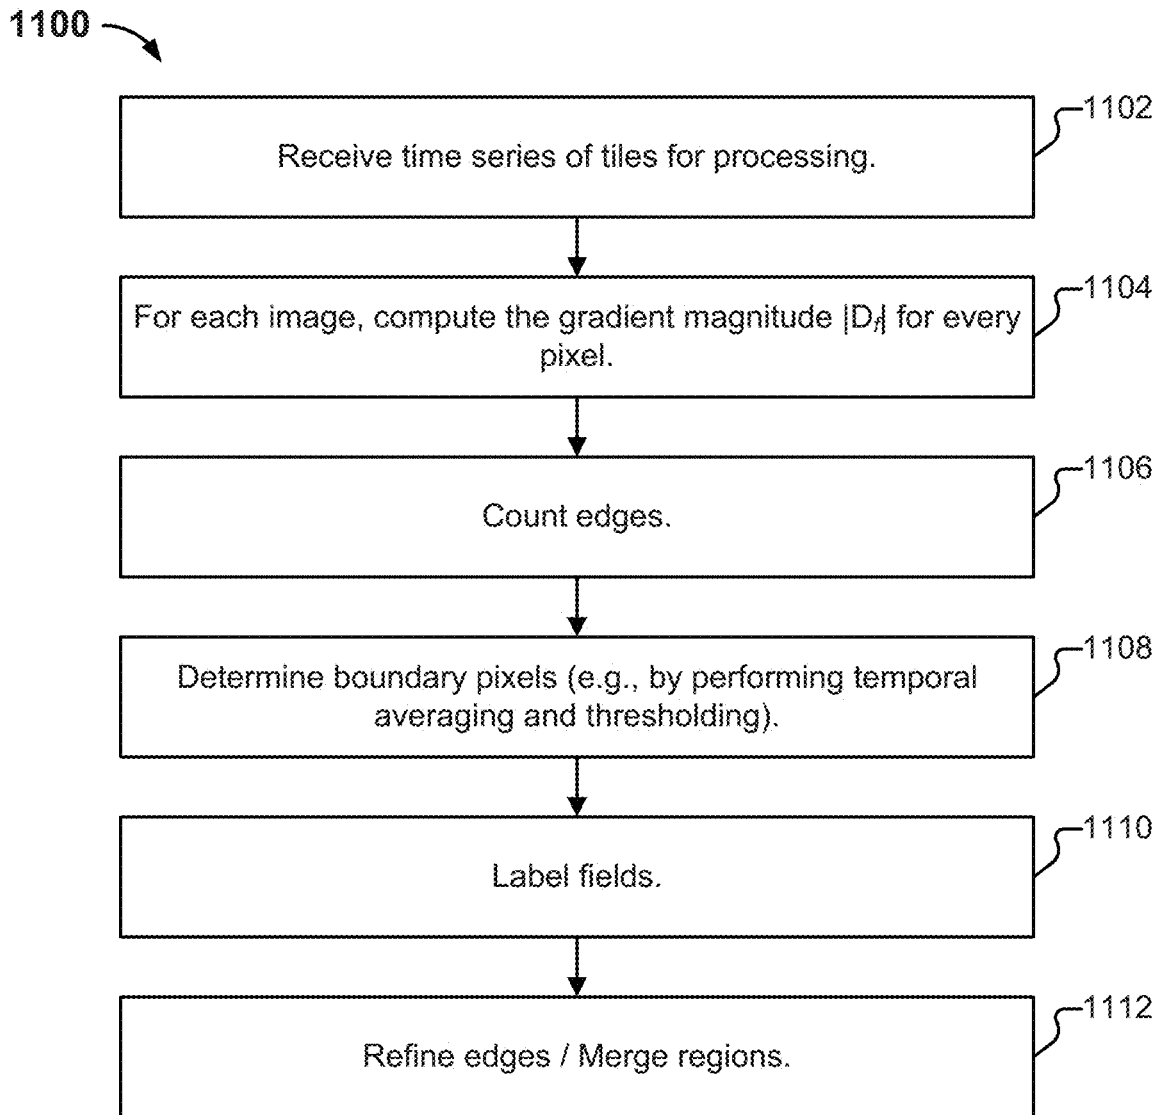 1100
1102
Receive time series of tiles for processing.
1104
For each image, compute the gradient magnitude |Df| for every
pixel.
1106
Count edges.
1108
Determine boundary pixels (e.g., by performing temporal
averaging and thresholding).
1110
Label fields.
1112
Refine edges / Merge regions.